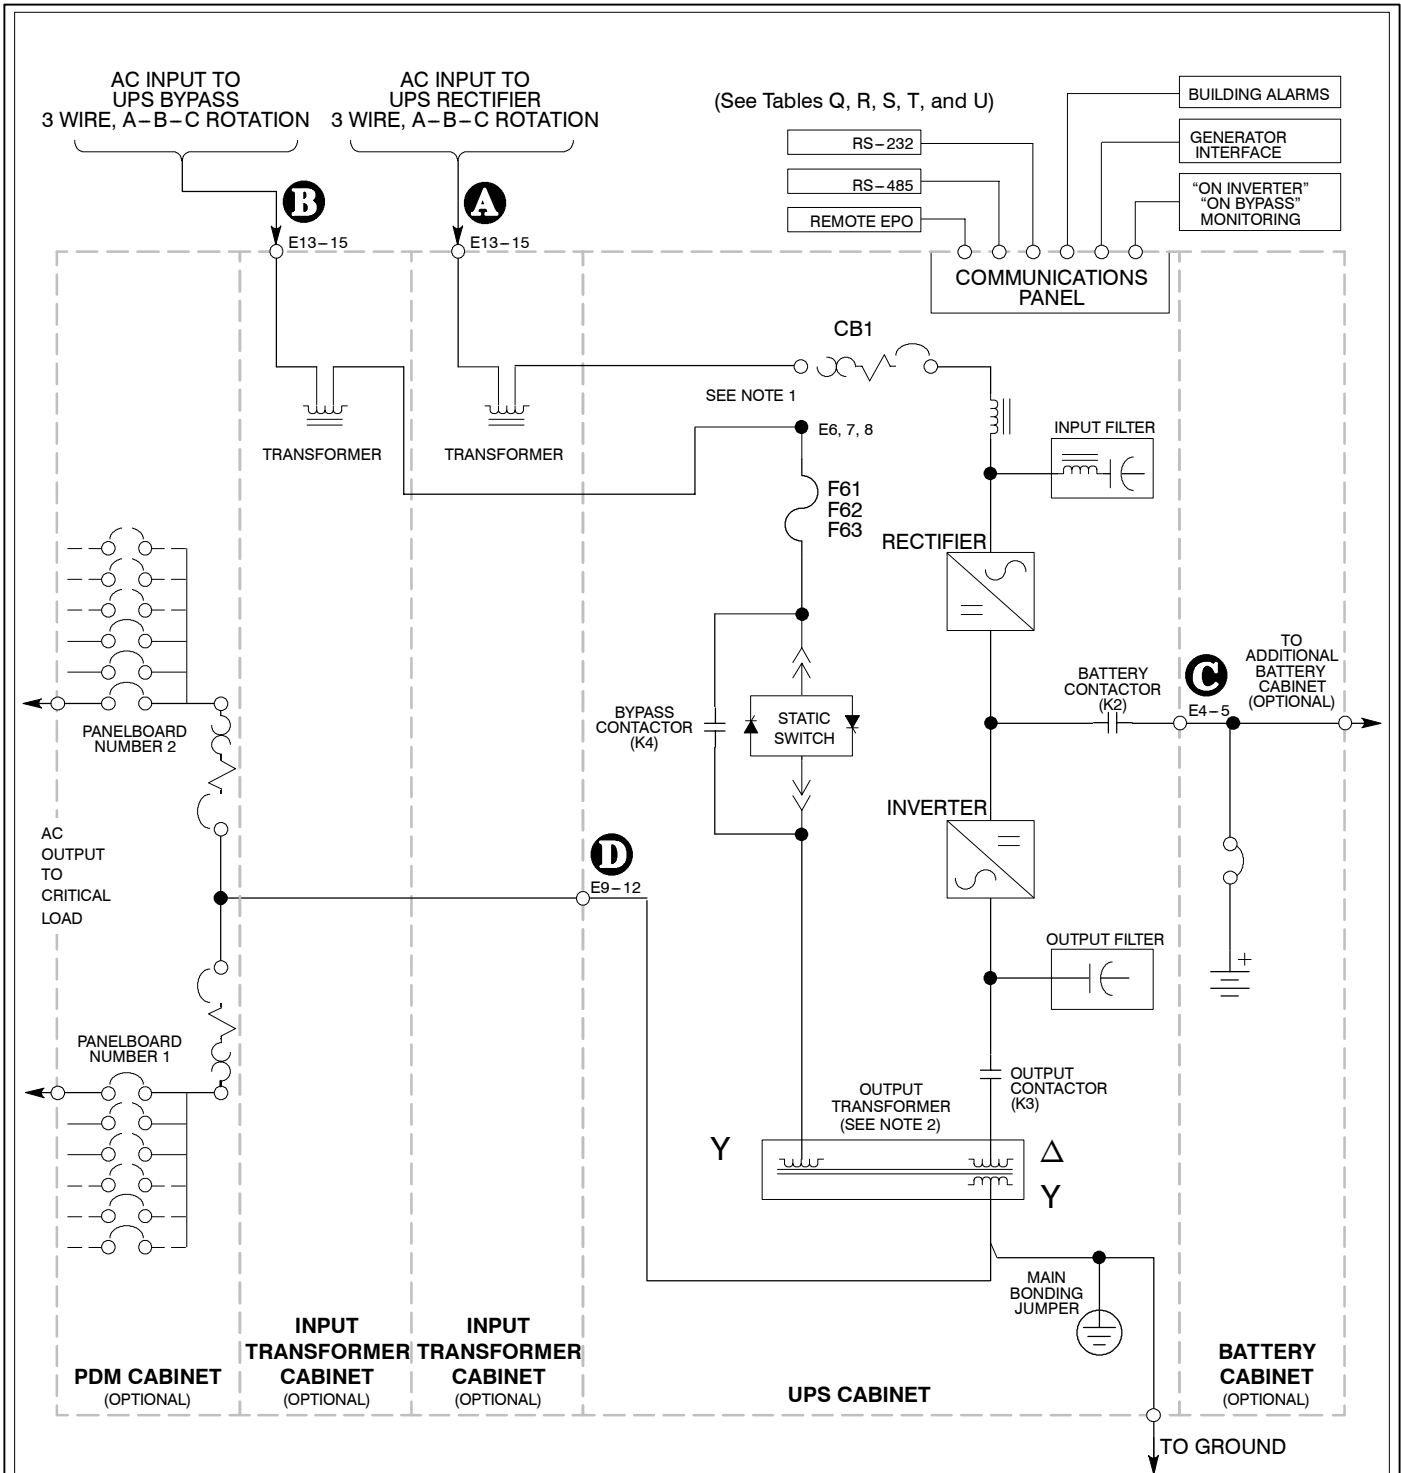 AC INPUT TO
UPS BYPASS
3 WIRE, A–B–C ROTATION
AC INPUT TO
UPS RECTIFIER
3 WIRE, A–B–C ROTATION
(See Tables Q, R, S, T, and U)
RS–232
RS–485
REMOTE EPO
BUILDING ALARMS
GENERATOR
INTERFACE
“ON INVERTER”
“ON BYPASS”
MONITORING
B
A
E13–15
E13–15
COMMUNICATIONS
PANEL
CB1
SEE NOTE 1
E6, 7, 8
TRANSFORMER
TRANSFORMER
INPUT FILTER
F61
F62
F63
RECTIFIER
BYPASS
CONTACTOR
(K4)
STATIC
SWITCH
BATTERY
CONTACTOR
(K2)
C
E4–5
TO
ADDITIONAL
BATTERY
CABINET
(OPTIONAL)
PANELBOARD
NUMBER 2
INVERTER
AC
OUTPUT
TO
CRITICAL
LOAD
D
E9–12
OUTPUT FILTER
+
PANELBOARD
NUMBER 1
OUTPUT
CONTACTOR
(K3)
OUTPUT
TRANSFORMER
(SEE NOTE 2)
Y
Δ
Y
MAIN
BONDING
JUMPER
PDM CABINET
(OPTIONAL)
INPUT
TRANSFORMER
CABINET
(OPTIONAL)
INPUT
TRANSFORMER
CABINET
(OPTIONAL)
UPS CABINET
BATTERY
CABINET
(OPTIONAL)
TO GROUND